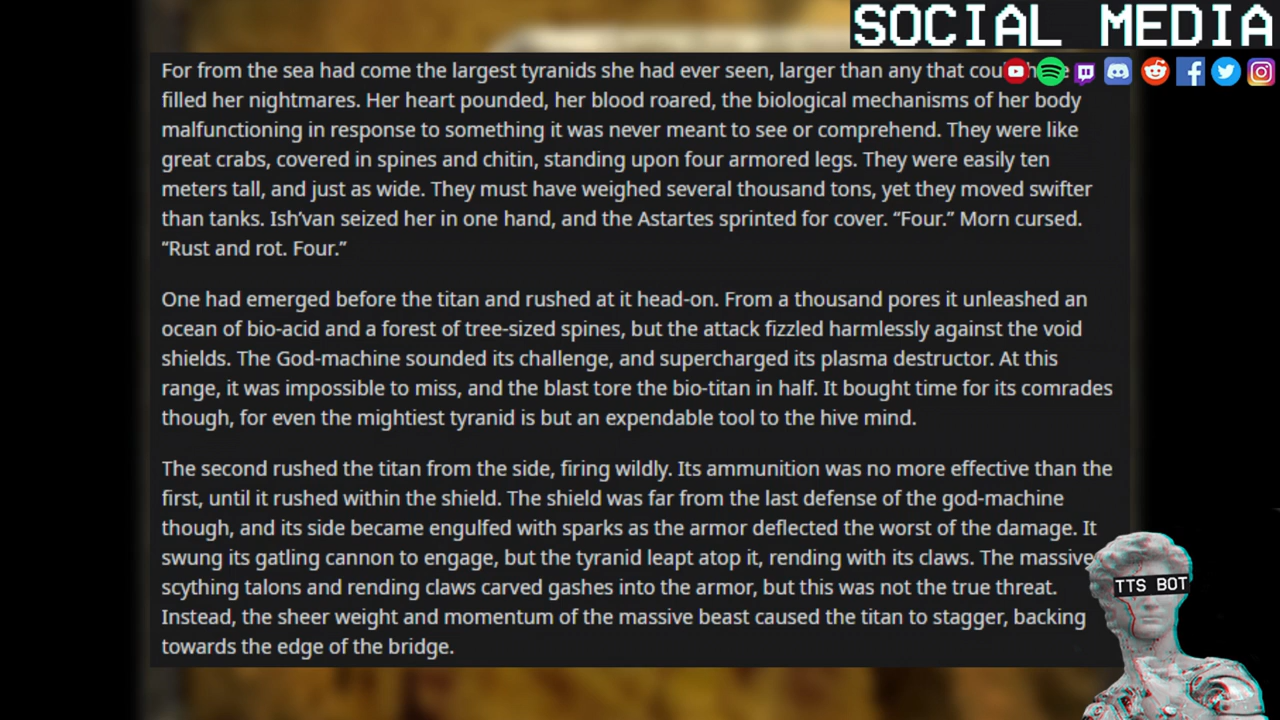 SOCIAL MEDIA
For from the sea had come the largest tyranids she had ever seen, larger than any that
filled her nightmares. Her heart pounded, her blood roared, the biological mechanisms of her body
malfunctioning in response to something it was never meant to see or comprehend. They were like
great crabs, covered in spines and chitin, standing upon four armored legs. They were easily ten
meters tall, and just as wide. They must have weighed several thousand tons, yet they moved swifter
than tanks. Ish’van seized her in one hand, and the Astartes sprinted for cover. “Four.” Morn cursed.
“Rust and rot. Four.”
One had emerged before the titan and rushed at it head-on. From a thousand pores it unleashed an
ocean of bio-acid and a forest of tree-sized spines, but the attack fizzled harmlessly against the void
shields. The God-machine sounded its challenge, and supercharged its plasma destructor. At this
range, it was impossible to miss, and the blast tore the bio-titan in half. It bought time for its comrades
though, for even the mightiest tyranid is but an expendable tool to the hive mind.
The second rushed the titan from the side, firing wildly. Its ammunition was no more effective than the
first, until it rushed within the shield. The shield was far from the last defense of the god-machine
though, and its side became engulfed with sparks as the armor deflected the worst of the damage. It
swung its gatling cannon to engage, but the tyranid leapt atop it, rending with its claws. The massive
scything talons and rending claws carved gashes into the armor, but this was not the true threat.
Instead, the sheer weight and momentum of the massive beast caused the titan to stagger, backing
towards the edge of the bridge.
TTS BOT